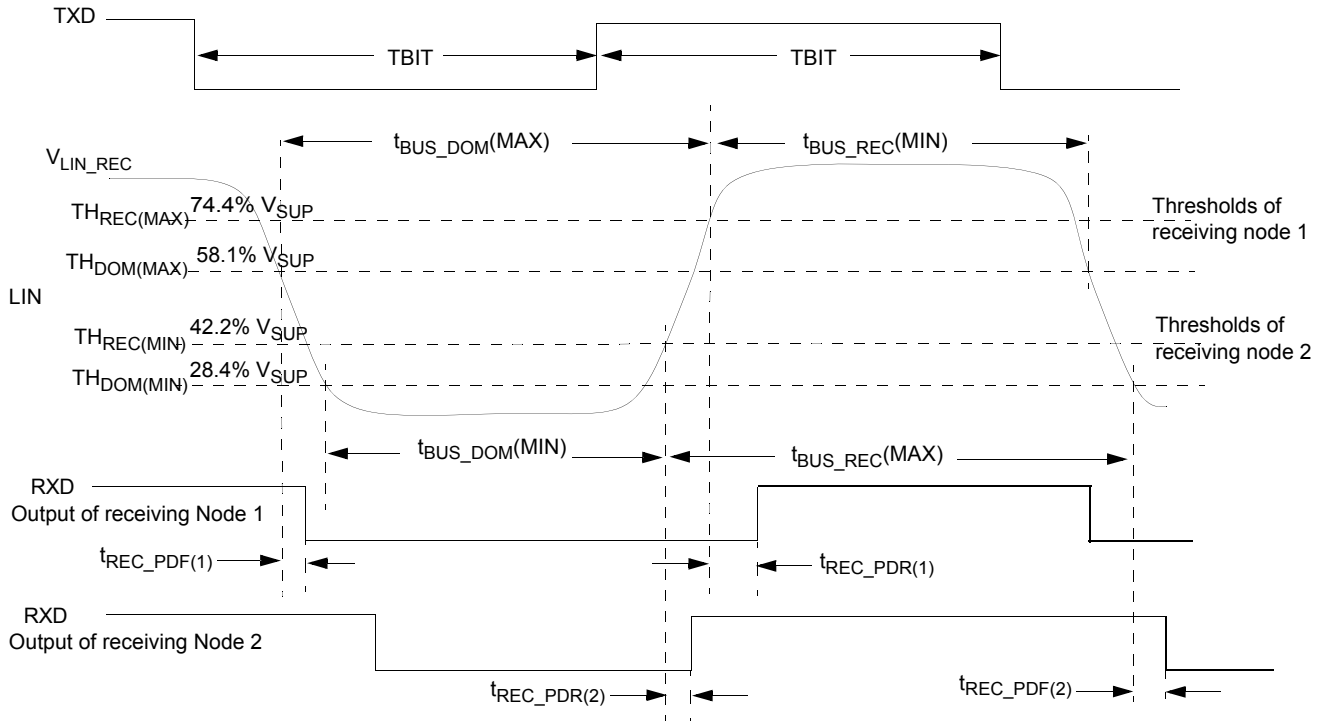 TXD
TBIT
TBIT
tBUS_DOM(MAX)
tBUS_REC(MIN)
VLIN_REC
THREC(MAX) 74.4% VSUP
Thresholds of
receiving node 1
THDOM(MAX) 58.1% VSUP
LIN
THREC(MIN) 42.2% VSUP
Thresholds of
receiving node 2
THDOM(MIN) 28.4% VSUP
tBUS_DOM(MIN)
tBUS_REC(MAX)
RXD
Output of receiving Node 1
tREC_PDF(1)
tREC_PDR(1)
RXD
Output of receiving Node 2
tREC_PDR(2)
tREC_PDF(2)